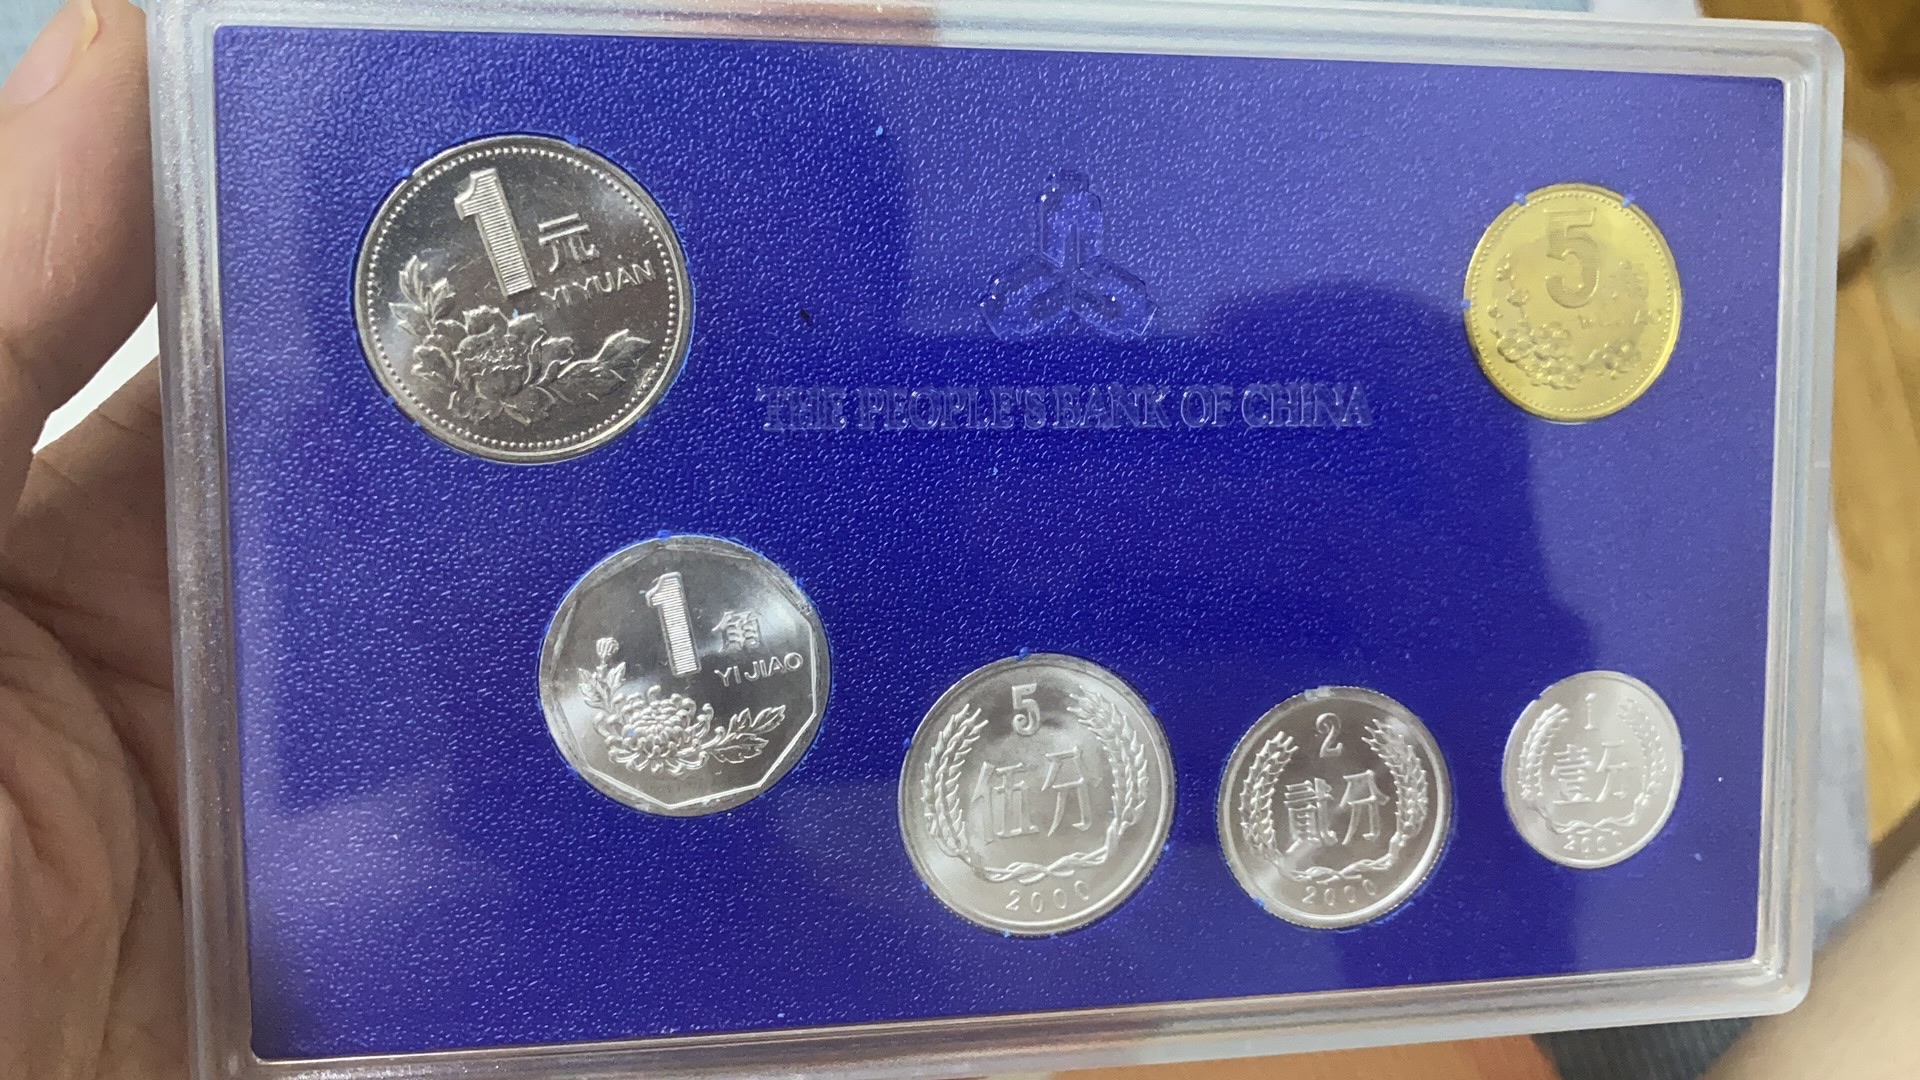 1元
YI YUAN
5
THE PEOPLE'S BANK OF CHINA
1角
YI JIAO
5
伍分
2000
2
贰分
2000
1
壹分
2000